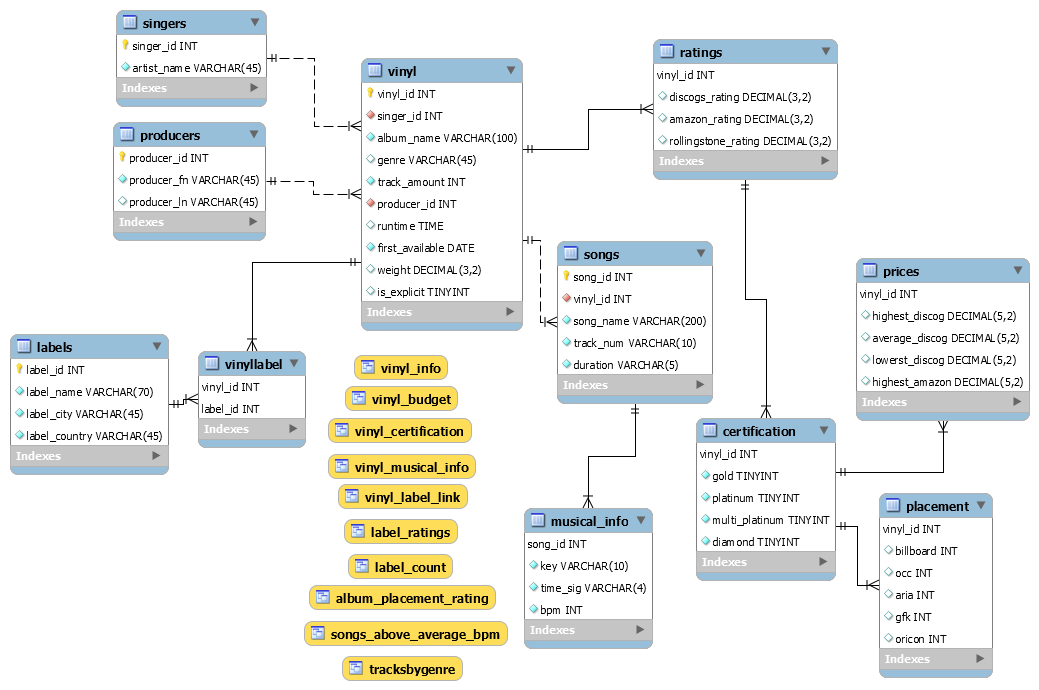 singers
singer_id INT
artist_name VARCHAR(45)
Indexes
producers
producer_id INT
producer_fn VARCHAR(45)
producer_ln VARCHAR(45)
Indexes
vinyl
vinyl_id INT
singer_id INT
album_name VARCHAR(100)
genre VARCHAR(45)
track_amount INT
producer_id INT
runtime TIME
first_available DATE
weight DECIMAL(3,2)
is_explicit TINYINT
Indexes
ratings
vinyl_id INT
discogs_rating DECIMAL(3,2)
amazon_rating DECIMAL(3,2)
rollingstone_rating DECIMAL(3,2)
Indexes
songs
song_id INT
vinyl_id INT
song_name VARCHAR(200)
track_num VARCHAR(10)
duration VARCHAR(5)
Indexes
prices
vinyl_id INT
highest_discog DECIMAL(5,2)
average_discog DECIMAL(5,2)
lowerst_discog DECIMAL(5,2)
highest_amazon DECIMAL(5,2)
Indexes
labels
label_id INT
label_name VARCHAR(70)
label_city VARCHAR(45)
label_country VARCHAR(45)
Indexes
vinyllabel
vinyl_id INT
label_id INT
Indexes
vinyl_info
vinyl_budget
vinyl_certification
vinyl_musical_info
vinyl_label_link
label_ratings
label_count
album_placement_rating
songs_above_average_bpm
tracksbygenre
certification
vinyl_id INT
gold TINYINT
platinum TINYINT
multi_platinum TINYINT
diamond TINYINT
Indexes
musical_info
song_id INT
key VARCHAR(10)
time_sig VARCHAR(4)
bpm INT
Indexes
placement
vinyl_id INT
billboard INT
occ INT
aria INT
gfk INT
oricon INT
Indexes